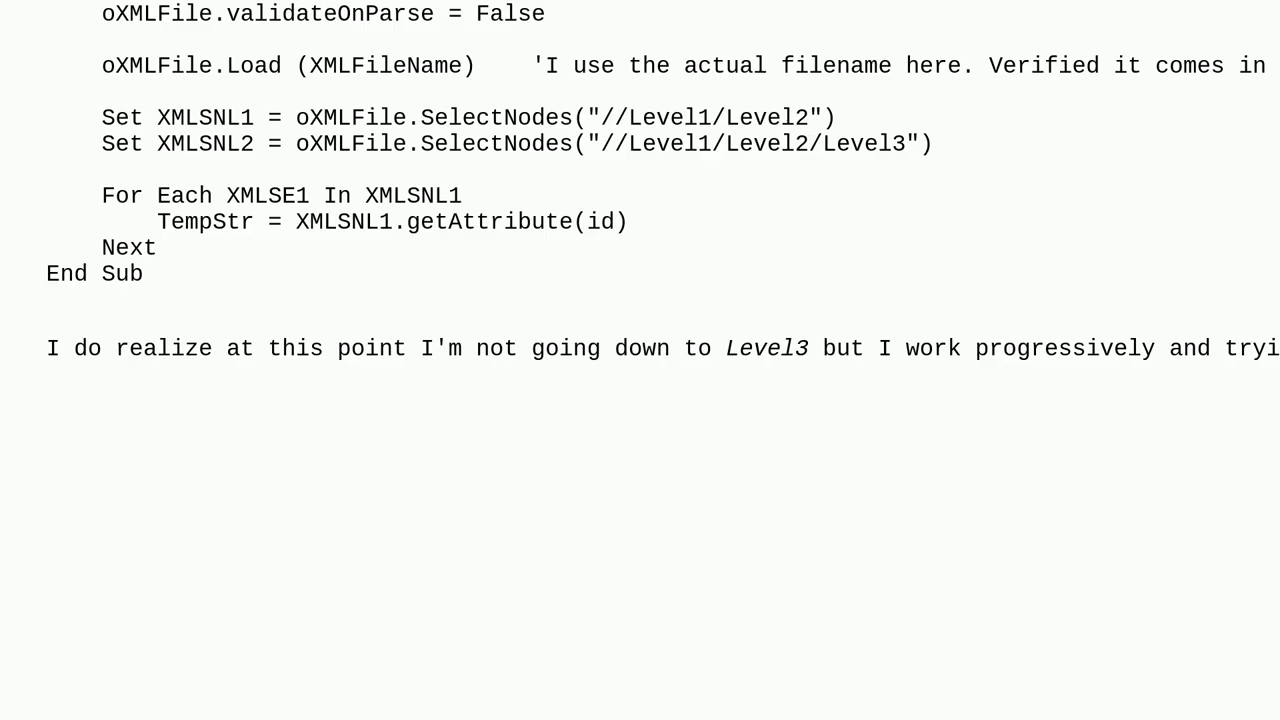 oXMLFile.validateOnParse = False
oXMLFile.Load (XMLFileName)    'I use the actual filename here. Verified it comes in
Set XMLSNL1 = oXMLFile.SelectNodes("//Level1/Level2")
Set XMLSNL2 = oXMLFile.SelectNodes("//Level1/Level2/Level3")
For Each XMLSE1 In XMLSNL1
TempStr = XMLSNL1.getAttribute(id)
Next
End Sub
I do realize at this point I'm not going down to Level3 but I work progressively and tryi